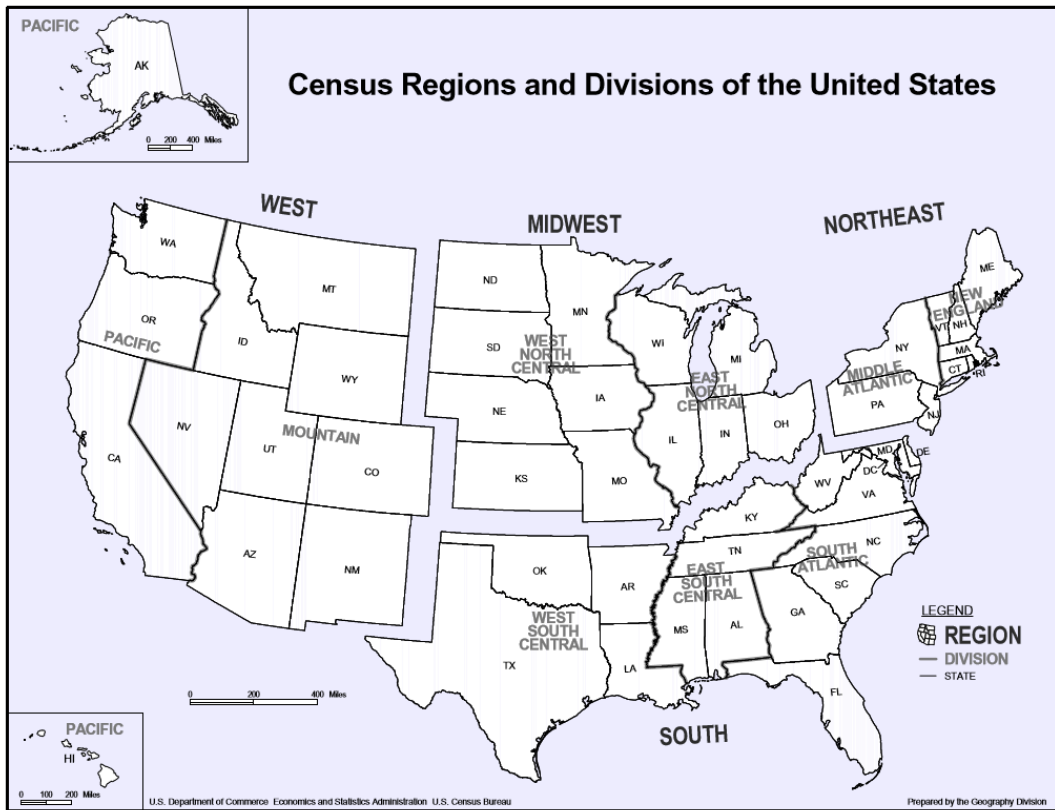 PACIFIC
AK
0 200 400 Miles
Census Regions and Divisions of the United States
WEST
MIDWEST
NORTHEAST
WA
MT
OR
PACIFIC
ID
WY
NV
MOUNTAIN
UT
CO
CA
AZ
NM
ND
MN
SD
WEST
NORTH
CENTRAL
NE
IA
KS
MO
WI
MI
EAST
NORTH
CENTRAL
IL
IN
OH
ME
NEW
ENGLAND
VT
NH
NY
MA
CT
RI
MIDDLE
ATLANTIC
PA
NJ
MD
DE
DC
WV
VA
KY
NC
TN
SOUTH
ATLANTIC
SC
OK
AR
EAST
SOUTH
CENTRAL
WEST
SOUTH
CENTRAL
MS
AL
GA
TX
LA
FL
SOUTH
LEGEND
REGION
DIVISION
STATE
0 200 400 Miles
PACIFIC
HI
0 100 200
Miles
U.S. Department of Commerce Economics and Statistics Administration U.S. Census Bureau
Prepared by the Geography Division